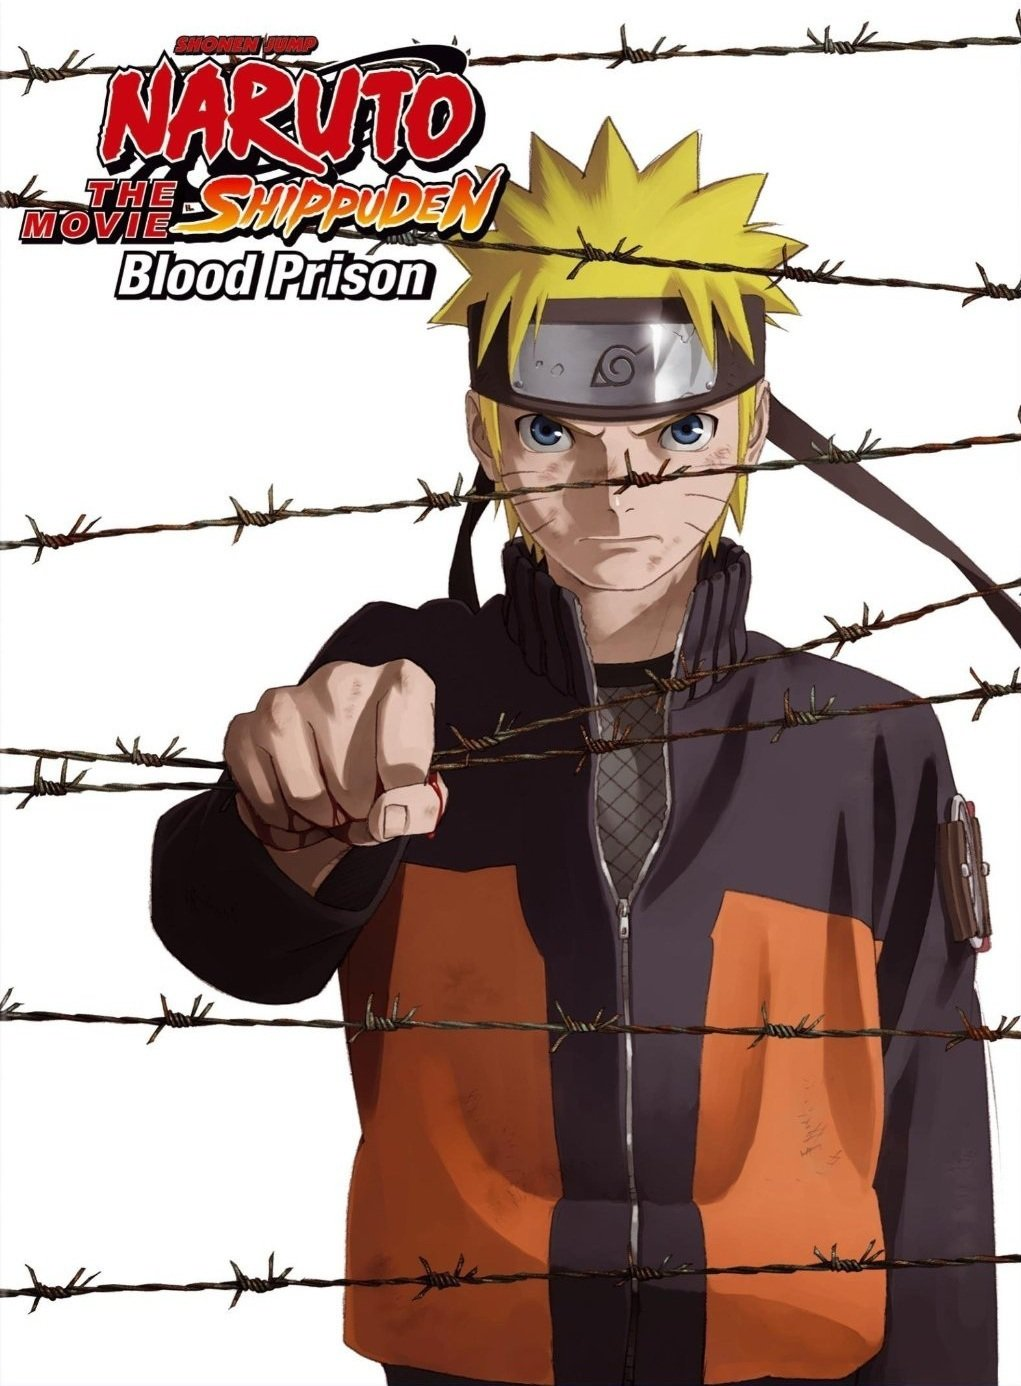 SHONEN JUMP
NARUTO
THE MOVIE SHIPPUDEN
Blood Prison